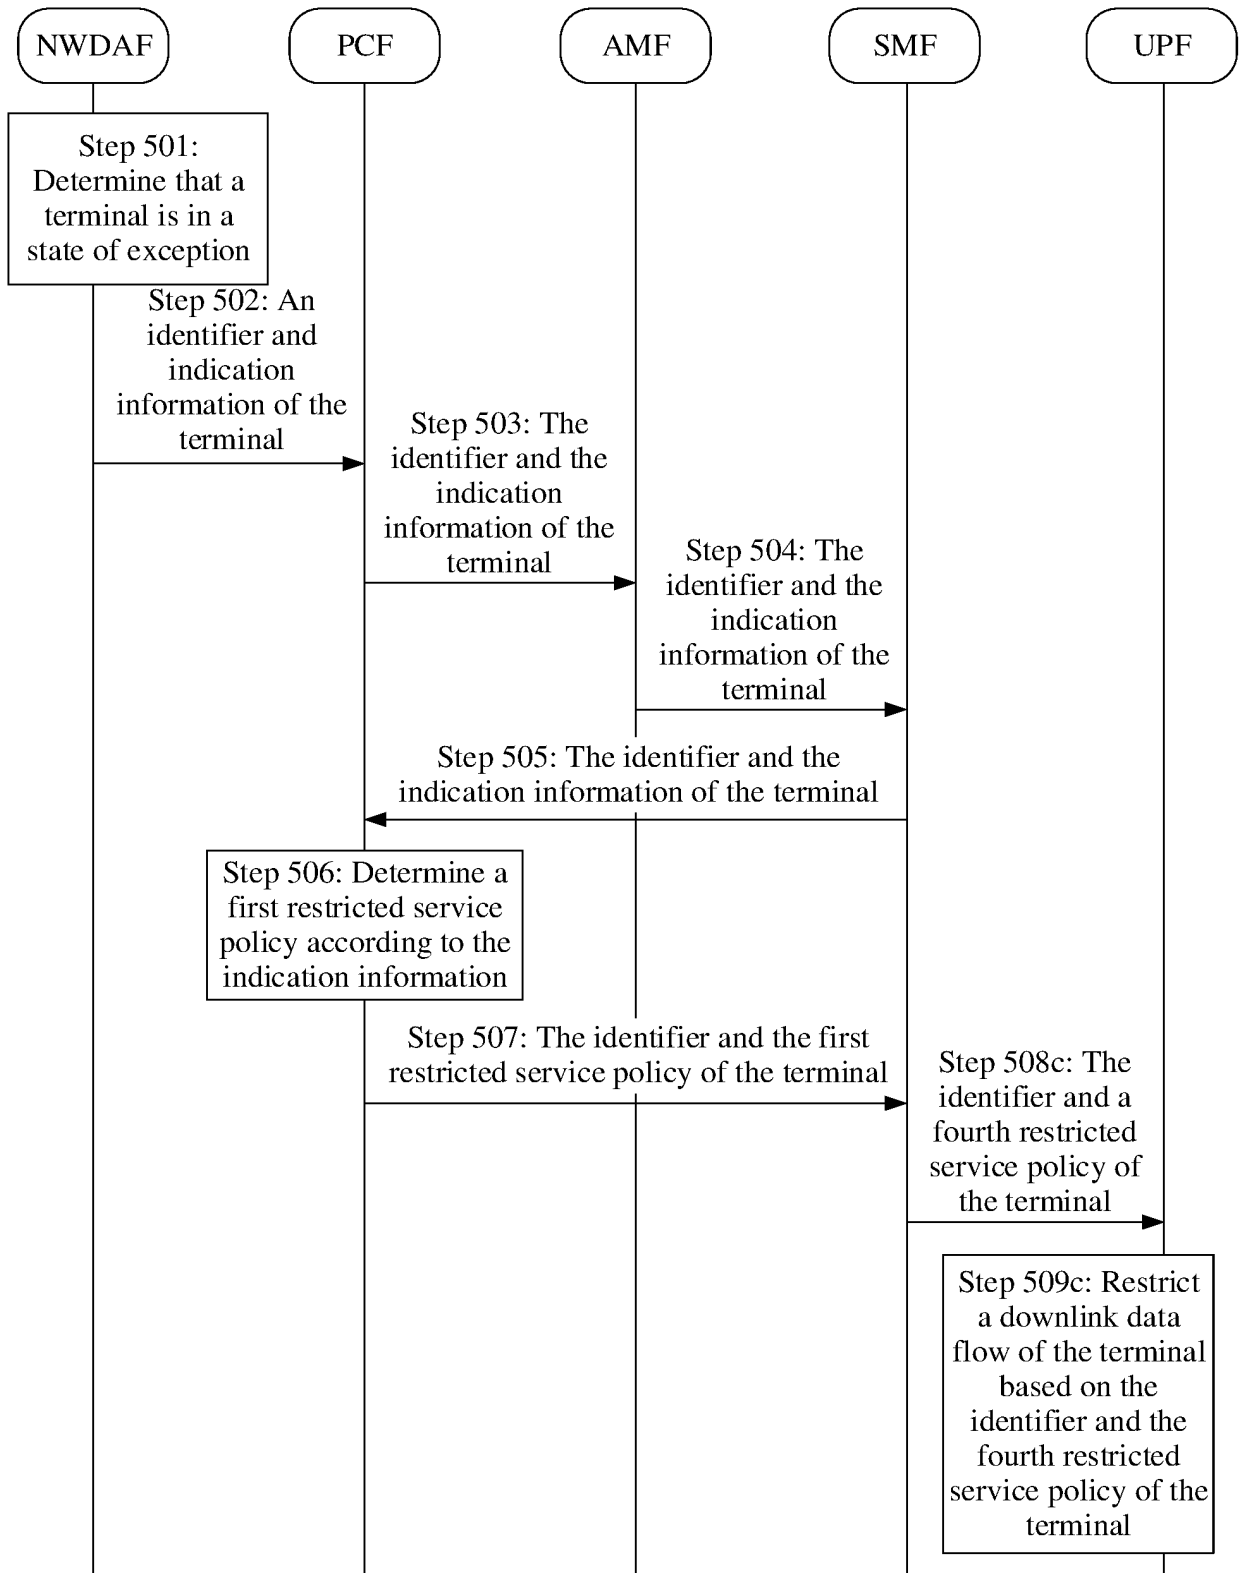 NWDAF
PCF
AMF
SMF
UPF
Step 501:
Determine that a
terminal is in a
state of exception
Step 502: An
identifier and
indication
information of the
terminal
Step 503: The
identifier and the
indication
information of the
terminal
Step 504: The
identifier and the
indication
information of the
terminal
Step 505: The identifier and the
indication information of the terminal
Step 506: Determine a
first restricted service
policy according to the
indication information
Step 507: The identifier and the first
restricted service policy of the terminal
Step 508c: The
identifier and a
fourth restricted
service policy of
the terminal
Step 509c: Restrict
a downlink data
flow of the terminal
based on the
identifier and the
fourth restricted
service policy of the
terminal